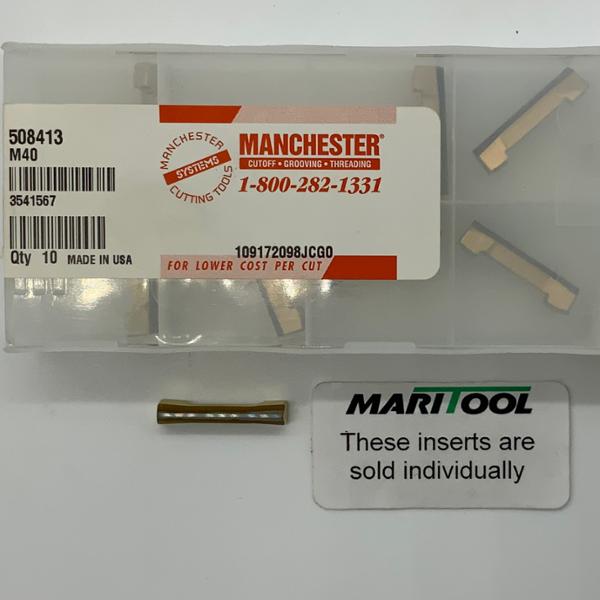 508413
M40
3541567
Qty 10 MADE IN USA
MANCHESTER
SYSTEMS
CUTTING TOOLS
MANCHESTER®
CUTOFF • GROOVING • THREADING
1-800-282-1331
109172098JCG0
FOR LOWER COST PER CUT
MARITOOL
These inserts are
sold individually